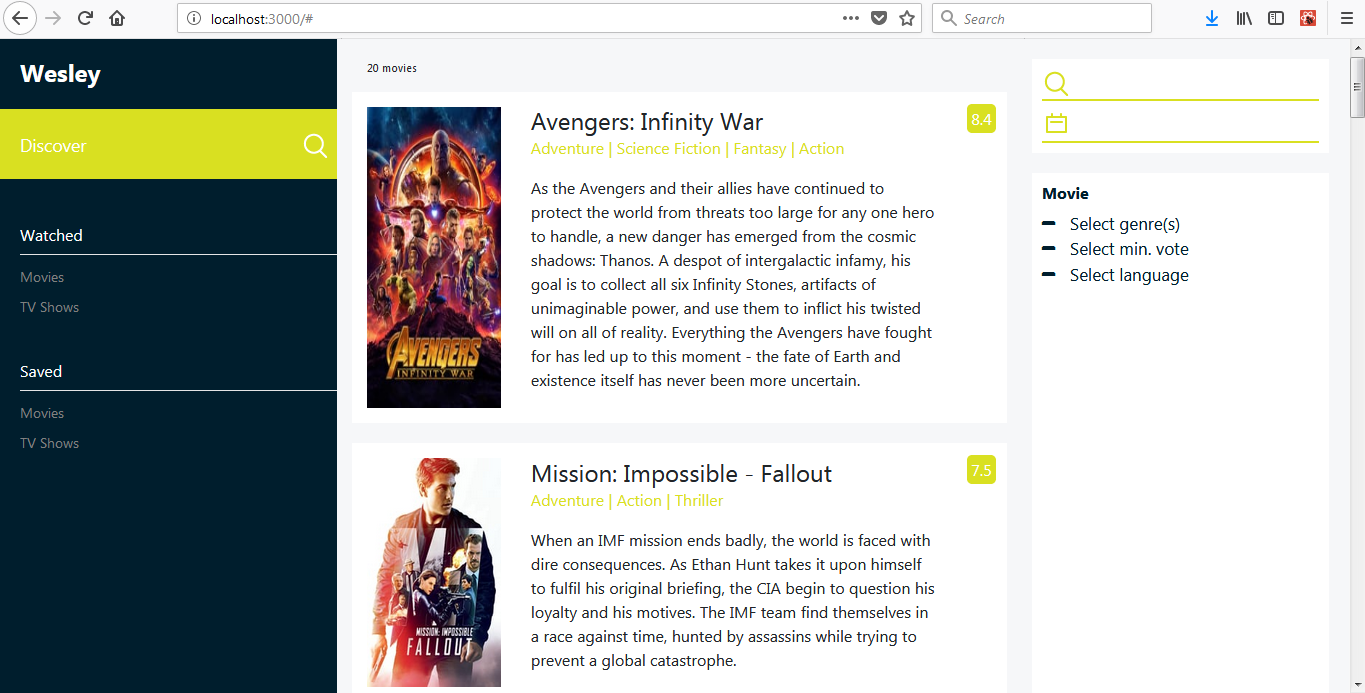 localhost:3000/#
Search
Wesley
Discover
Watched
Movies
TV Shows
Saved
Movies
TV Shows
20 movies
AVENGERS
INFINITY WAR
Avengers: Infinity War
8.4
Adventure | Science Fiction | Fantasy | Action
As the Avengers and their allies have continued to
protect the world from threats too large for any one hero
to handle, a new danger has emerged from the cosmic
shadows: Thanos. A despot of intergalactic infamy, his
goal is to collect all six Infinity Stones, artifacts of
unimaginable power, and use them to inflict his twisted
will on all of reality. Everything the Avengers have fought
for has led up to this moment - the fate of Earth and
existence itself has never been more uncertain.
MISSION: IMPOSSIBLE
FALLOUT
Mission: Impossible - Fallout
7.5
Adventure | Action | Thriller
When an IMF mission ends badly, the world is faced with
dire consequences. As Ethan Hunt takes it upon himself
to fulfil his original briefing, the CIA begin to question his
loyalty and his motives. The IMF team find themselves in
a race against time, hunted by assassins while trying to
prevent a global catastrophe.
Movie
Select genre(s)
Select min. vote
Select language